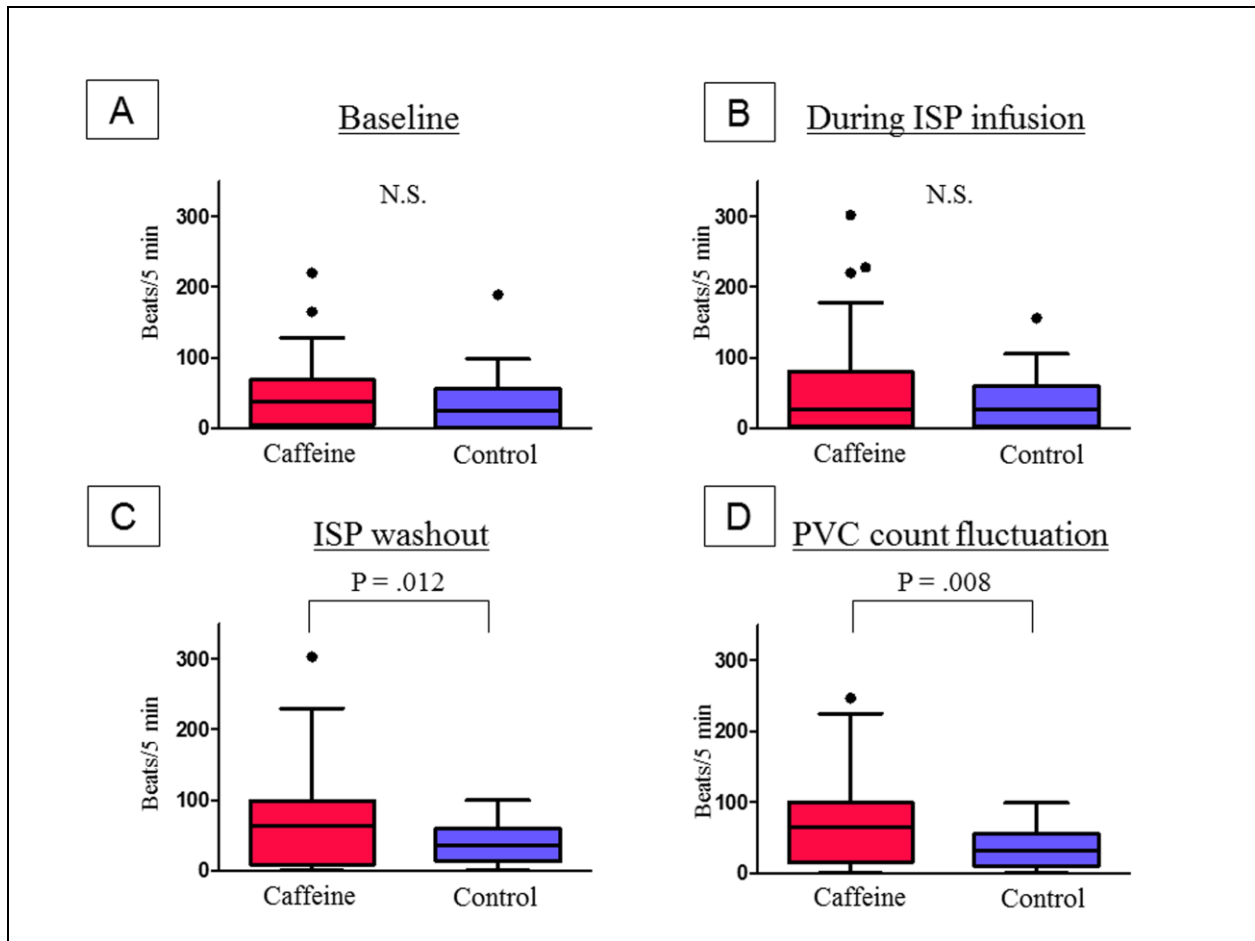 A
Baseline
N.S.
Beats/5 min
300
200
100
0
Caffeine
Control
B
During ISP infusion
N.S.
Beats/5 min
300
200
100
0
Caffeine
Control
C
ISP washout
P = .012
Beats/5 min
300
200
100
0
Caffeine
Control
D
PVC count fluctuation
P = .008
Beats/5 min
300
200
100
0
Caffeine
Control